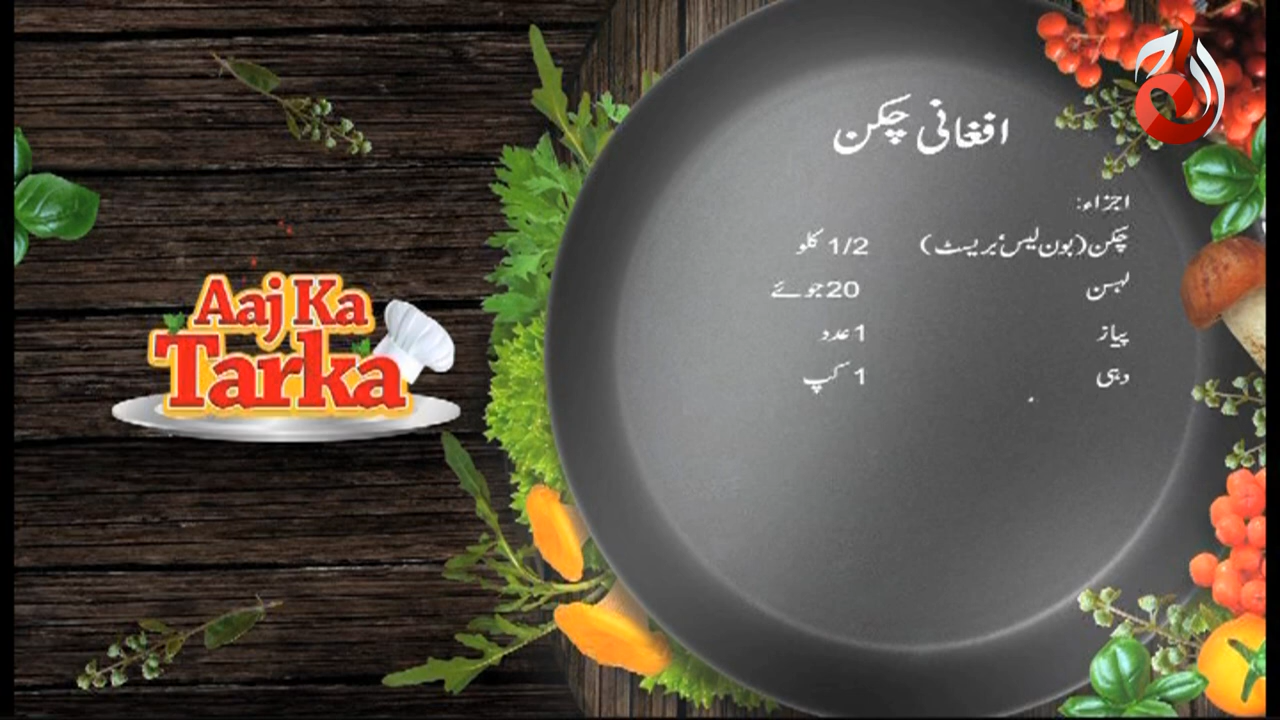 Aaj Ka
Tarka
افغانی چکن
اجزاء:
چکن(بون لیس، بریسٹ) 1/2 کلو
لہسن 20 جوئے
پیاز 1 عدد
دہی 1 کپ